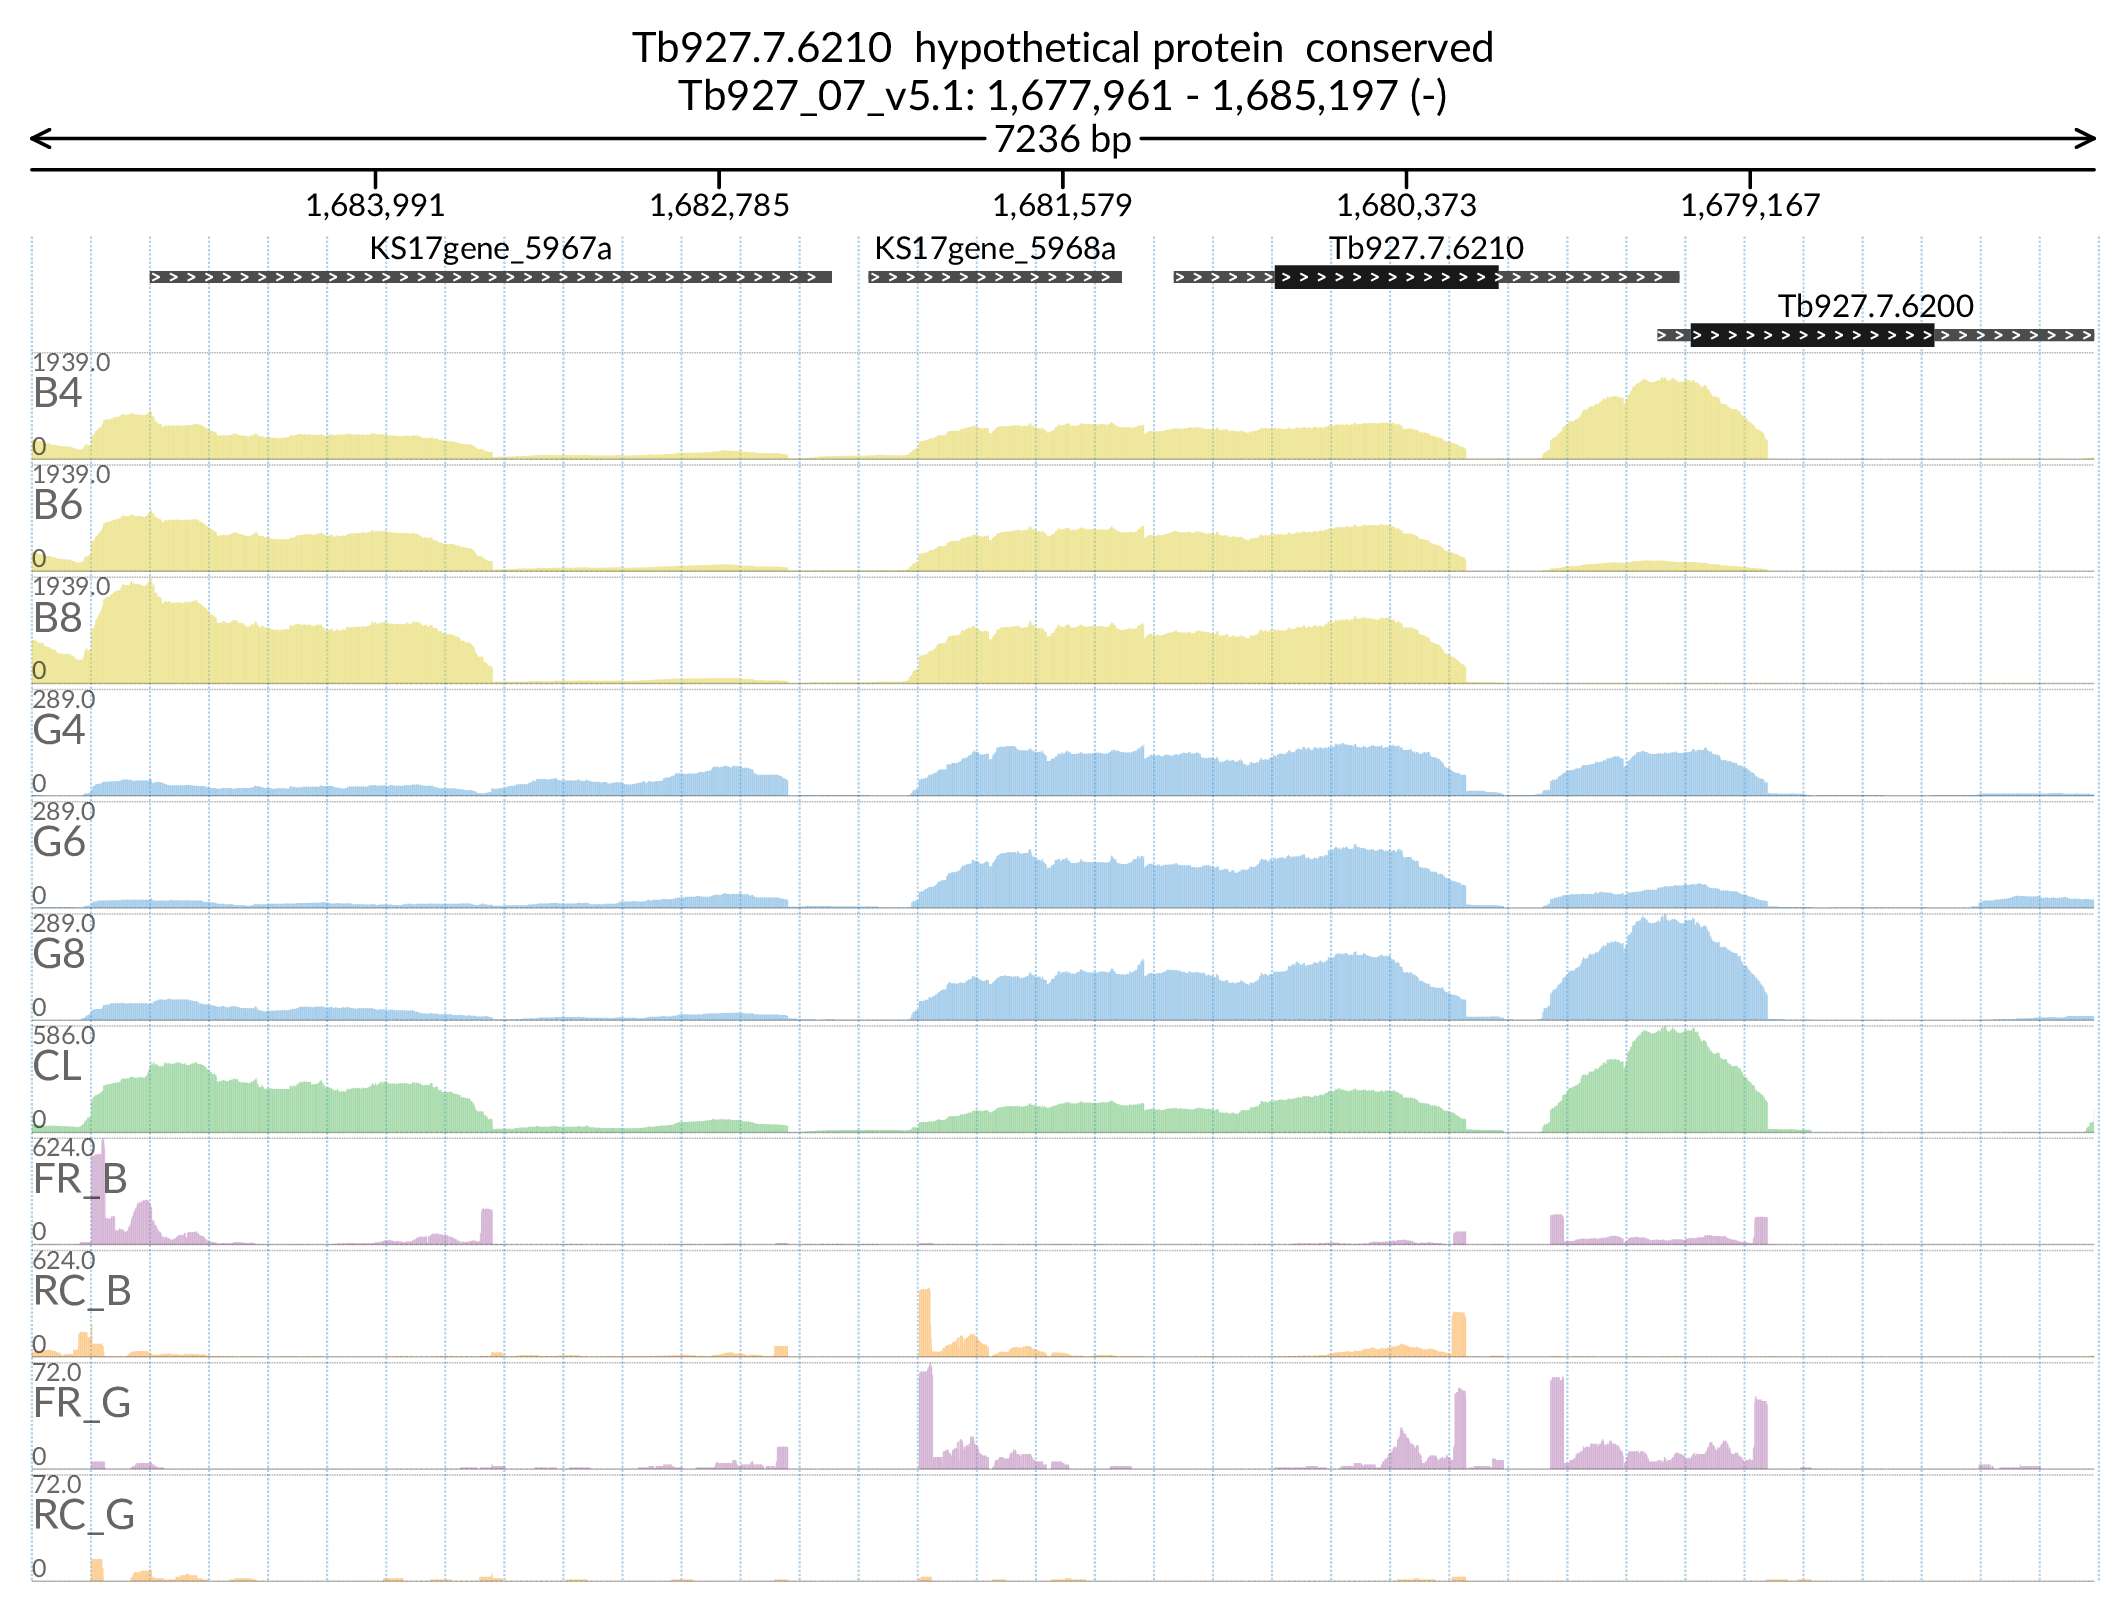 Tb927.7.6210 hypothetical protein conserved
Tb927_07_v5.1: 1,677,961 - 1,685,197 (-)
7236 bp
1,683,991 1,682,785 1,681,579 1,680,373 1,679,167
KS17gene_5967a KS17gene_5968a Tb927.7.6210
Tb927.7.6200
1939.0
B4
0
1939.0
B6
0
1939.0
B8
0
289.0
G4
0
289.0
G6
0
289.0
G8
0
586.0
CL
0
624.0
FR_B
0
624.0
RC_B
0
72.0
FR_G
0
72.0
RC_G
0